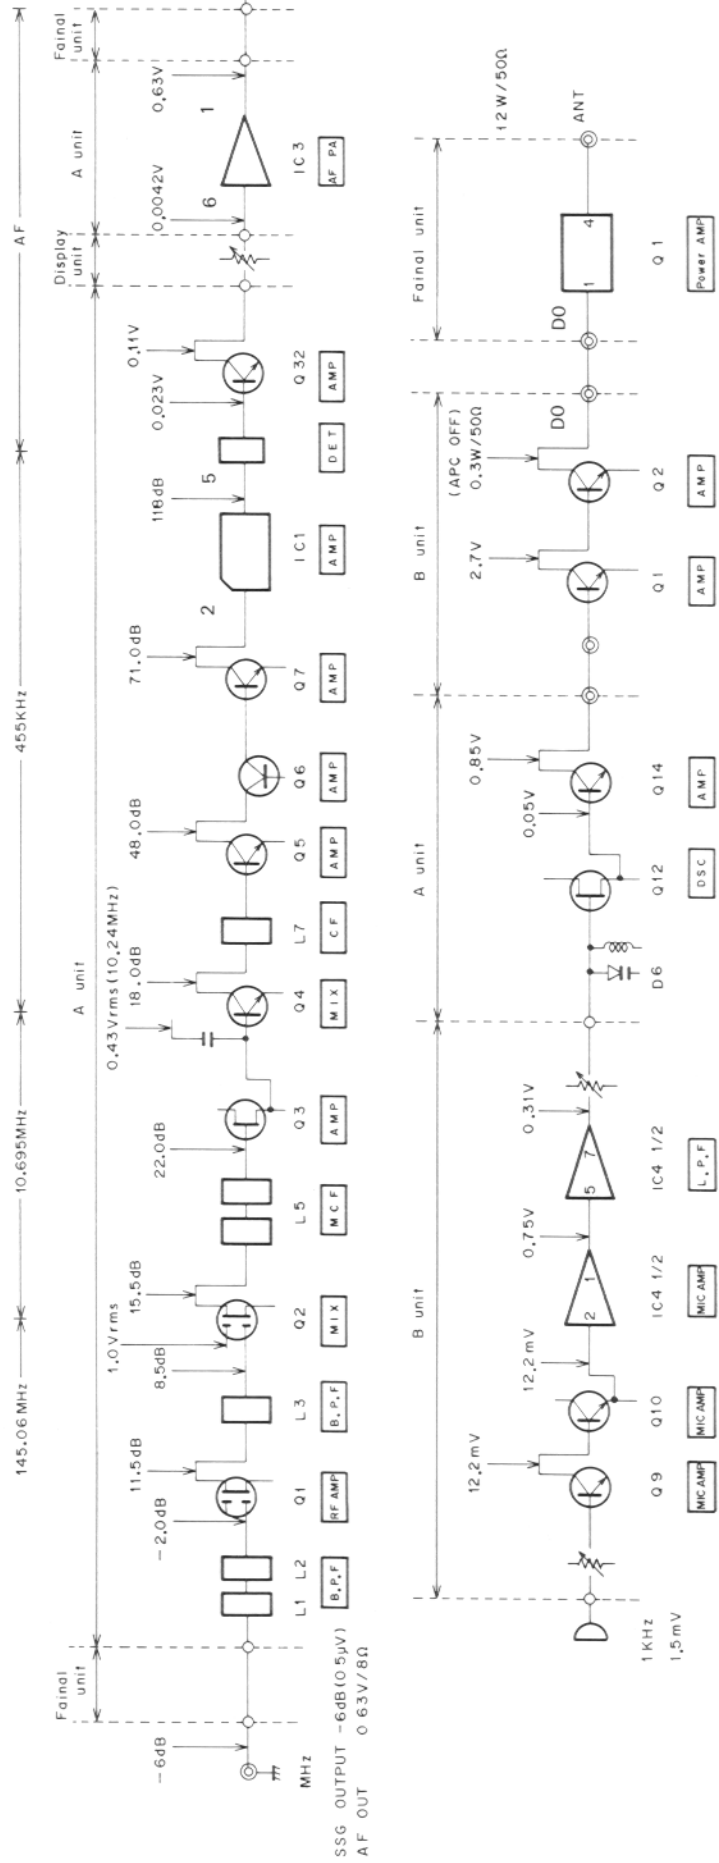 145.06MHz
10.695MHz
455KHz
AF
Fainal
unit
A unit
Display
unit
A unit
Fainal
unit
-6dB
-2.0dB
11.5dB
8.5dB
1.0Vrms
15.5dB
22.0dB
0.43Vrms(10.24MHz)
18.0dB
48.0dB
71.0dB
2
118dB
5
0.023V
0.11V
0.0042V
6
1
0.63V
MHz
L1 L2
Q1
L3
Q2
L5
Q3
Q4
L7
Q5
Q6
Q7
IC1
Q32
IC3
B.P.F
RF AMP
B.P.F
MIX
MCF
AMP
MIX
CF
AMP
AMP
AMP
AMP
DET
AMP
AF PA
SSG OUTPUT -6dB(0 5μV)
AF OUT 0 63V/8Ω
B unit
A unit
B unit
Fainal unit
12.2mV
12.2mV
0.75V
0.31V
0.05V
0.85V
2.7V
(APC OFF)
0.3W/50Ω
DO
DO
12W/50Ω
2 1
5 7
1 4
ANT
1KHz
1.5mV
Q9
Q10
IC4 1/2
IC4 1/2
D6
Q12
Q14
Q1
Q2
Q1
MIC AMP
MIC AMP
MIC AMP
L.P.F
DSC
AMP
AMP
AMP
Power AMP